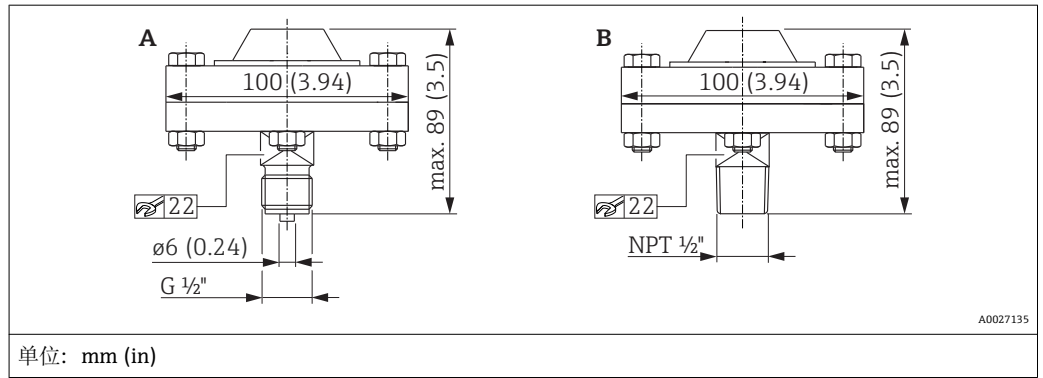 A
100 (3.94)
max. 89 (3.5)
22
ø6 (0.24)
G ½"
B
100 (3.94)
max. 89 (3.5)
22
NPT ½"
A0027135
单位: mm (in)